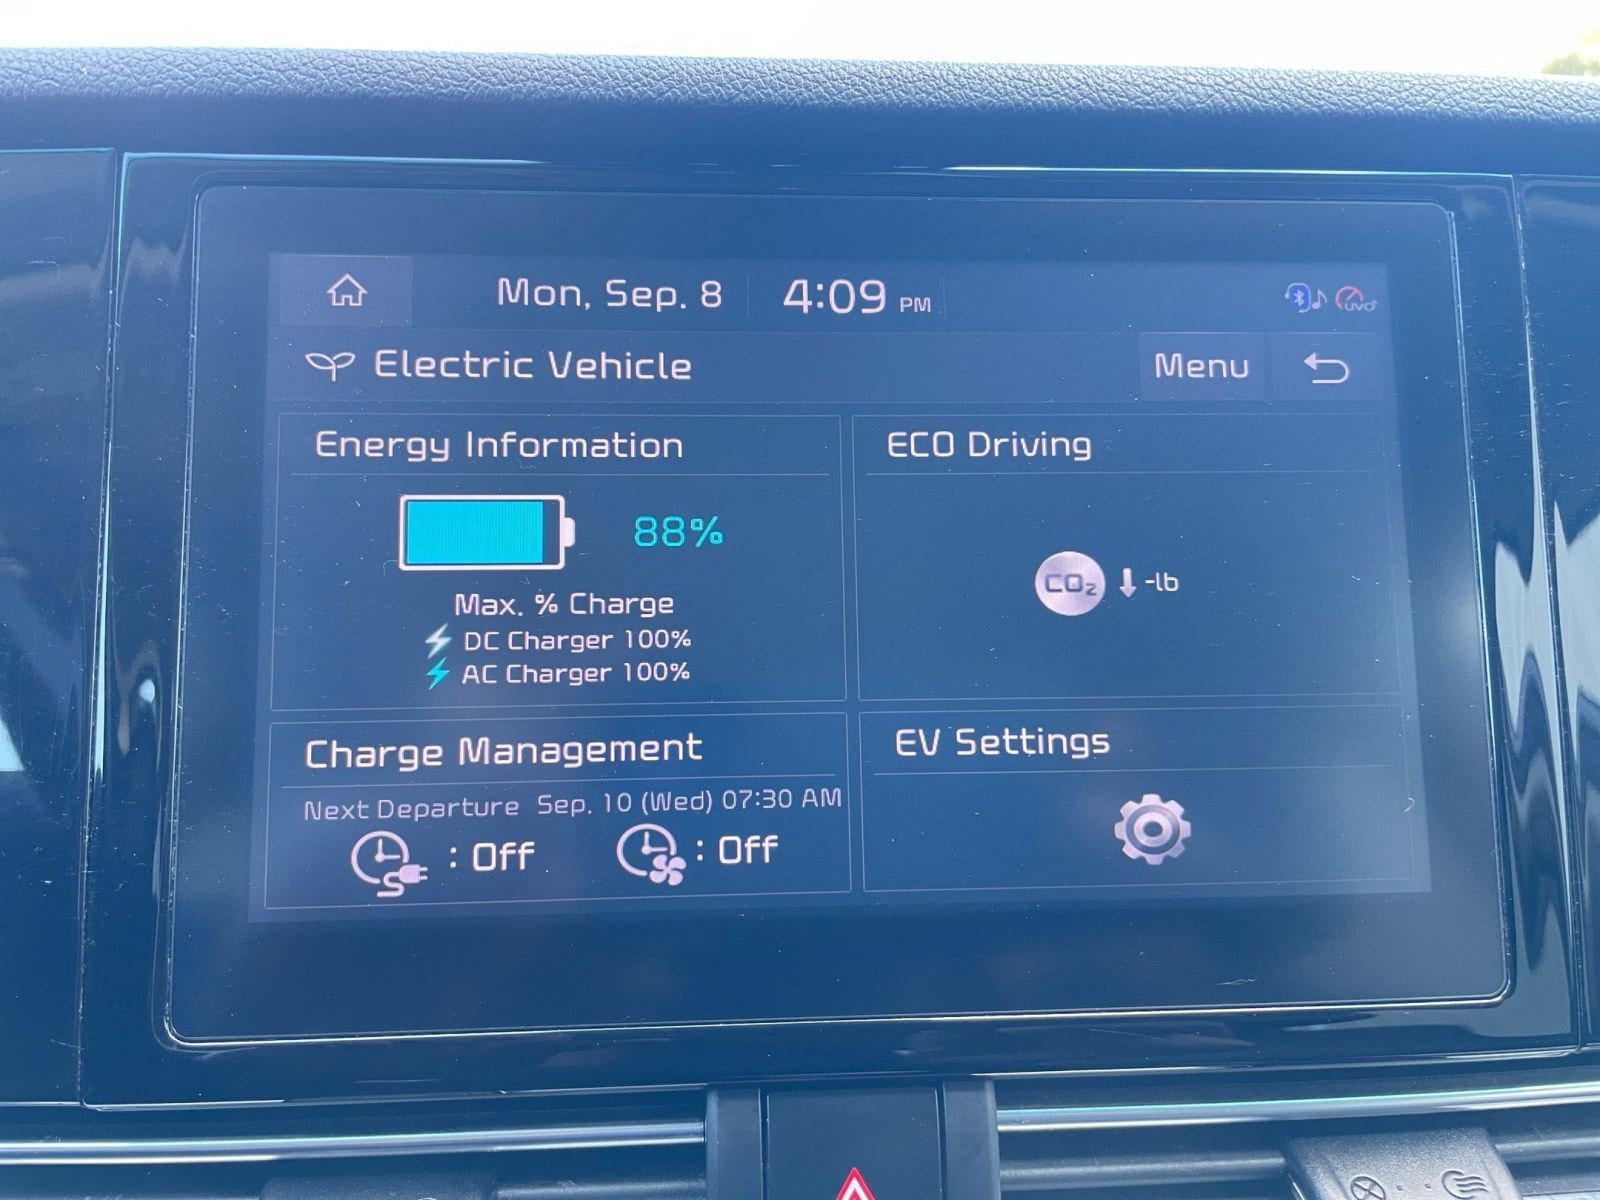 Mon, Sep. 8 4:09 PM
UVO
Electric Vehicle
Menu
Energy Information
88%
Max. % Charge
DC Charger 100%
AC Charger 100%
ECO Driving
CO₂ -lb
Charge Management
Next Departure Sep. 10 (Wed) 07:30 AM
: Off : Off
EV Settings